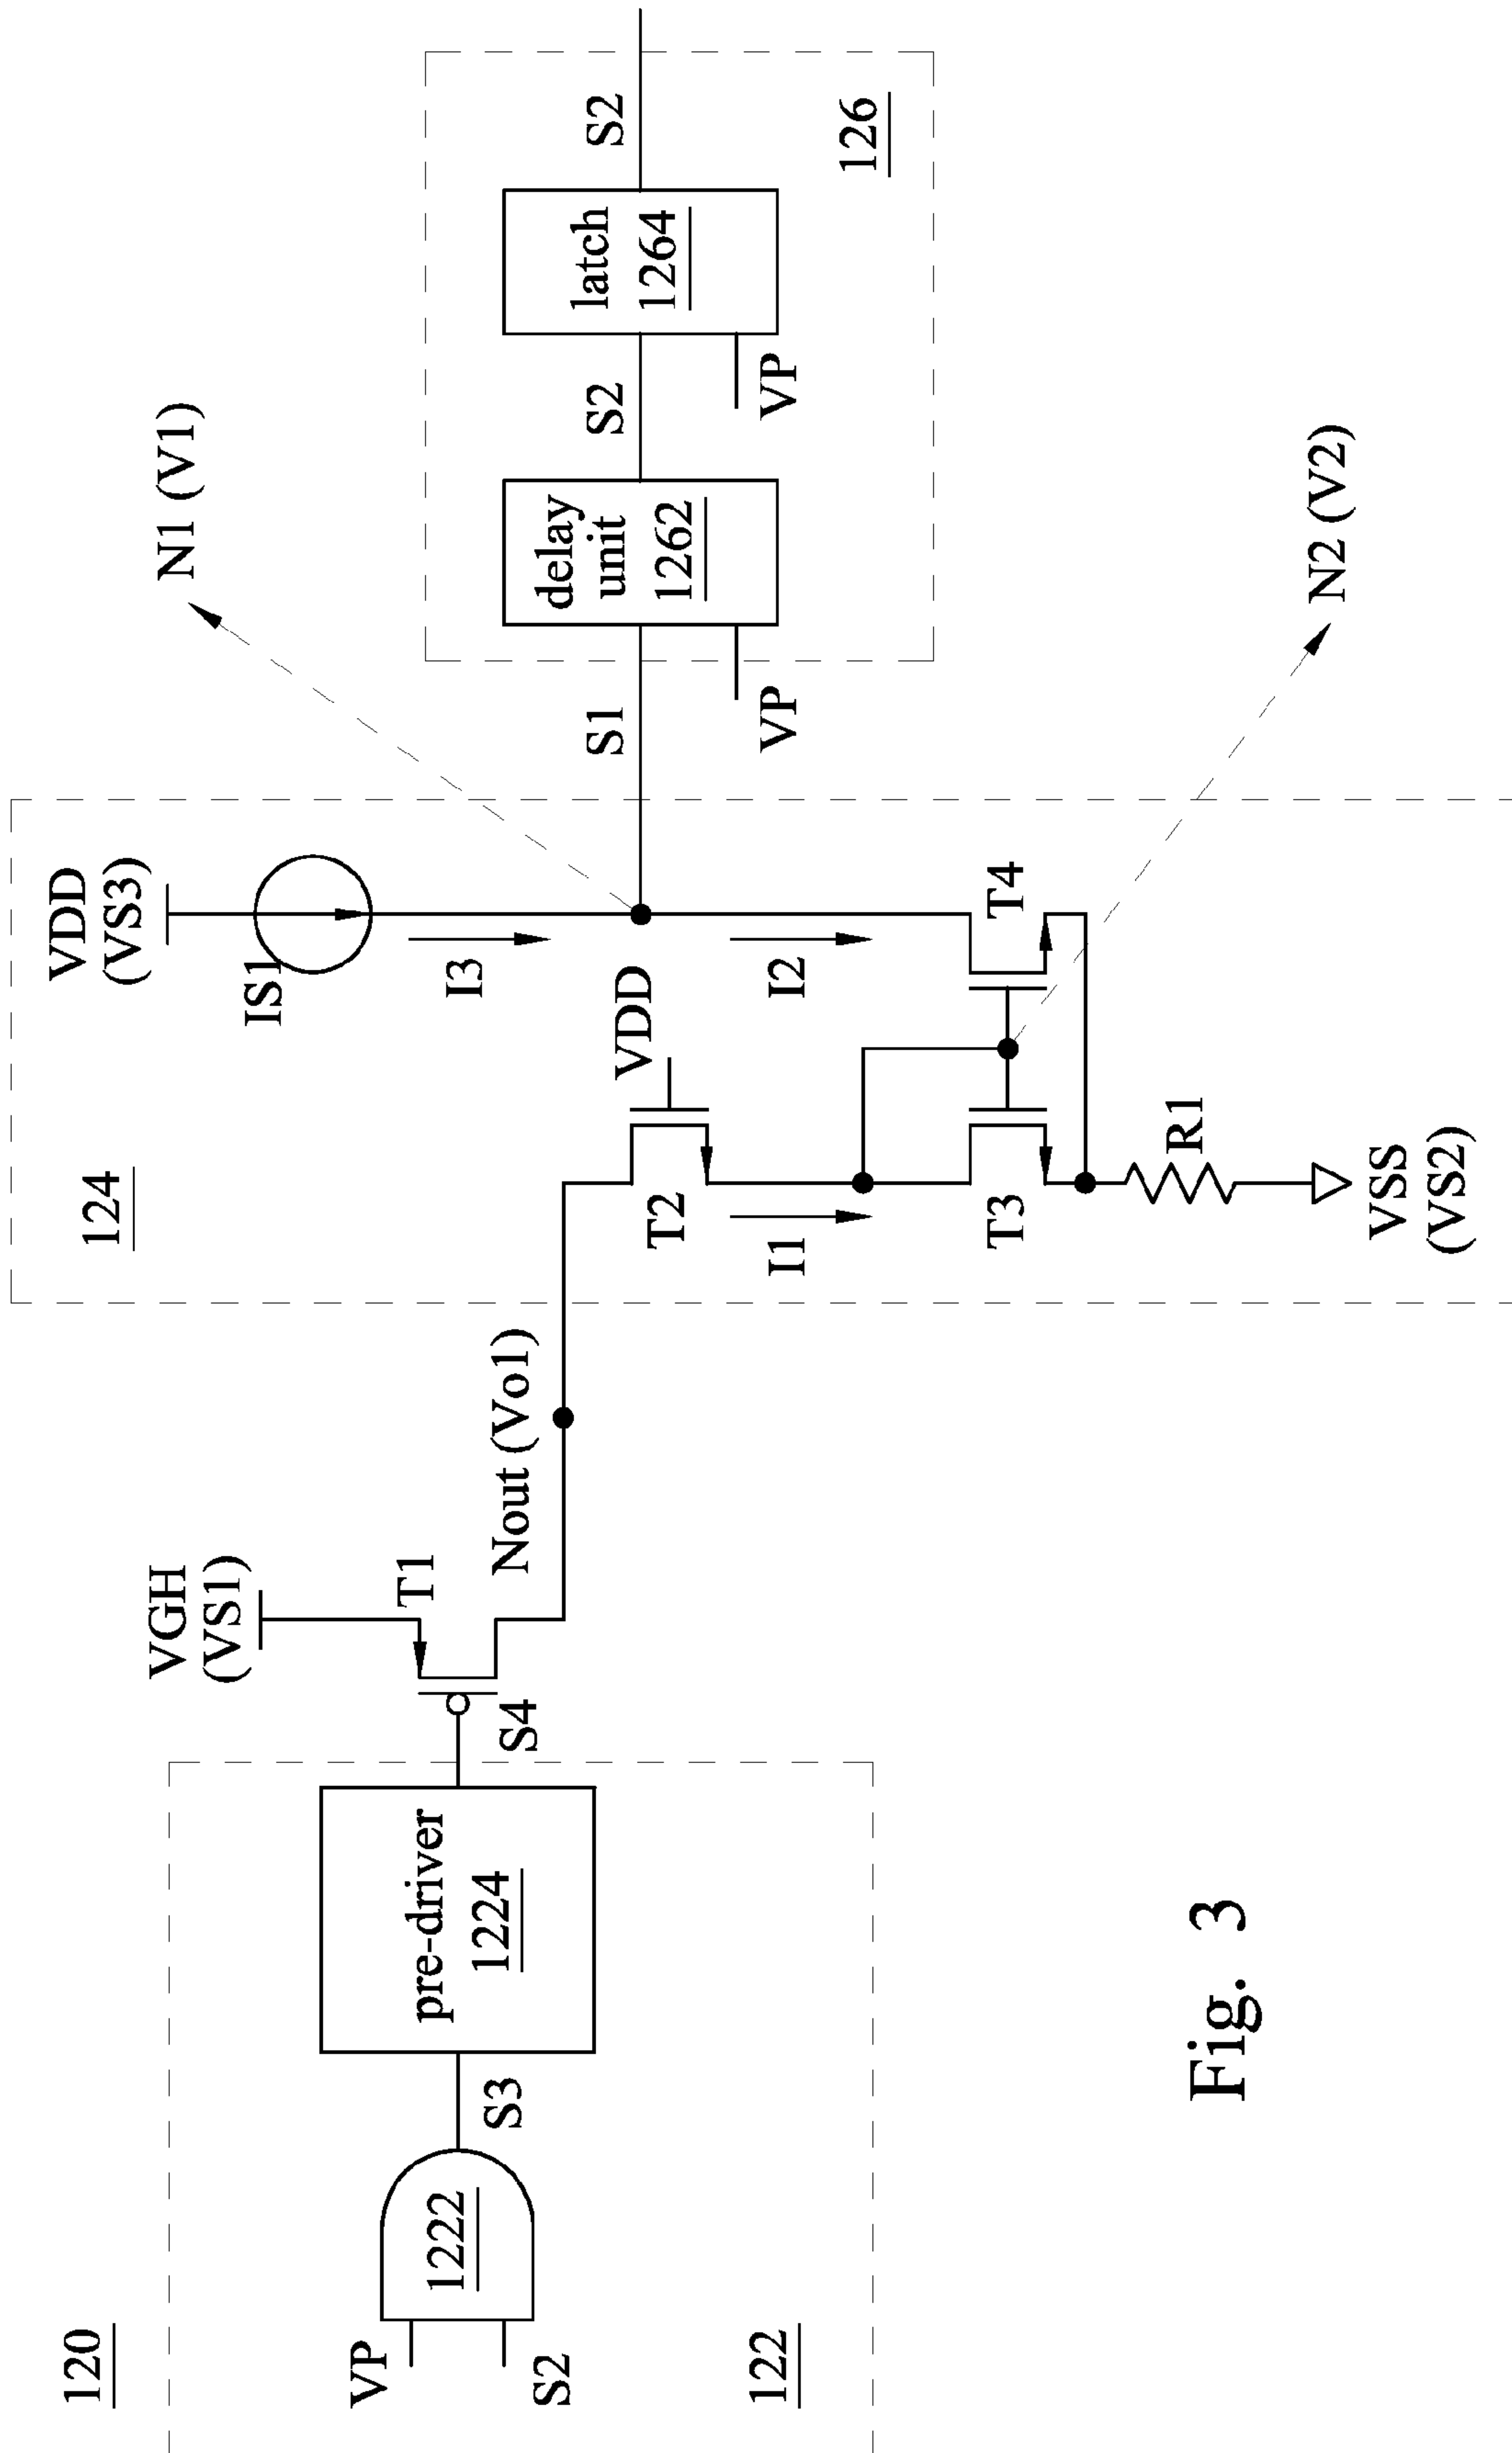 120
VP
S2
122
1222
S3
pre-driver
1224
S4
VGH
(VS1)
T1
Nout (Vo1)
124
T2
I1
T3
R1
VSS
(VS2)
VDD
(VS3)
IS1
I3
VDD
I2
T4
N1 (V1)
N2 (V2)
S1
VP
delay
unit
1262
S2
VP
latch
1264
S2
126
Fig. 3